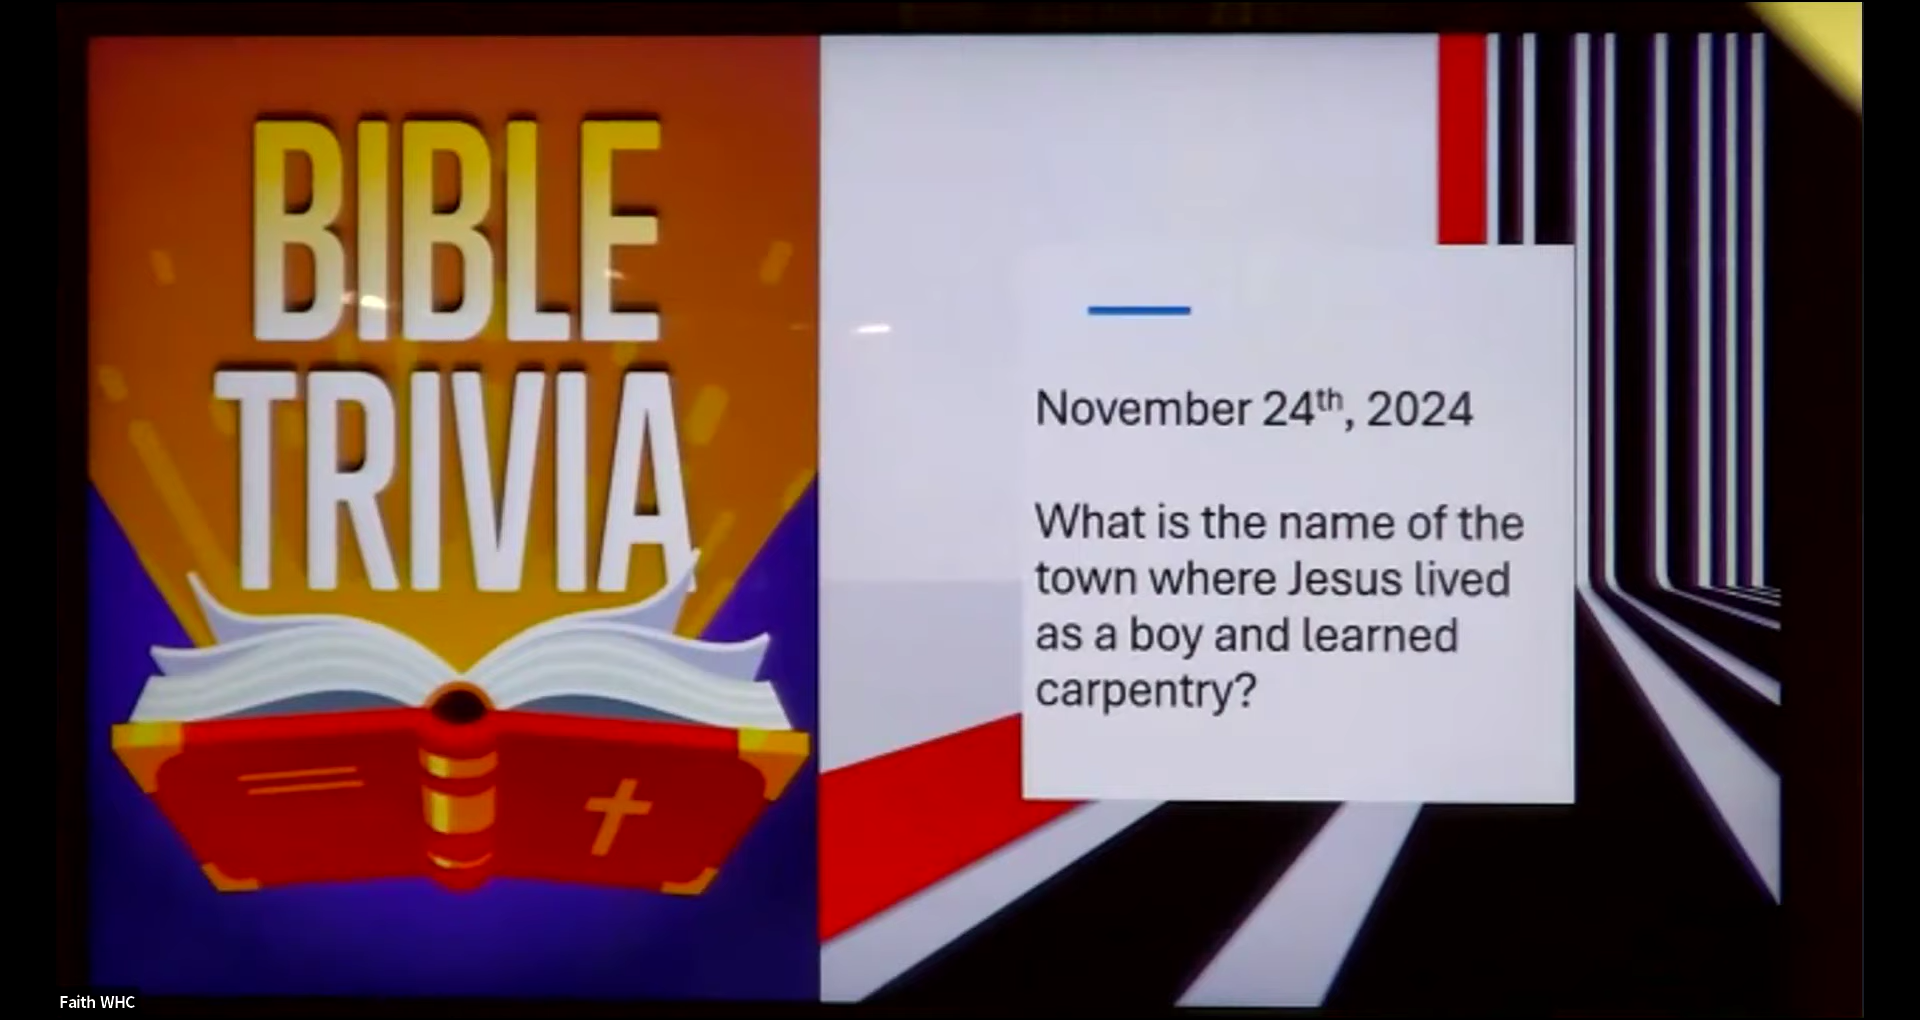 BIBLE
TRIVIA
November 24th, 2024
What is the name of the
town where Jesus lived
as a boy and learned
carpentry?
Faith WHC